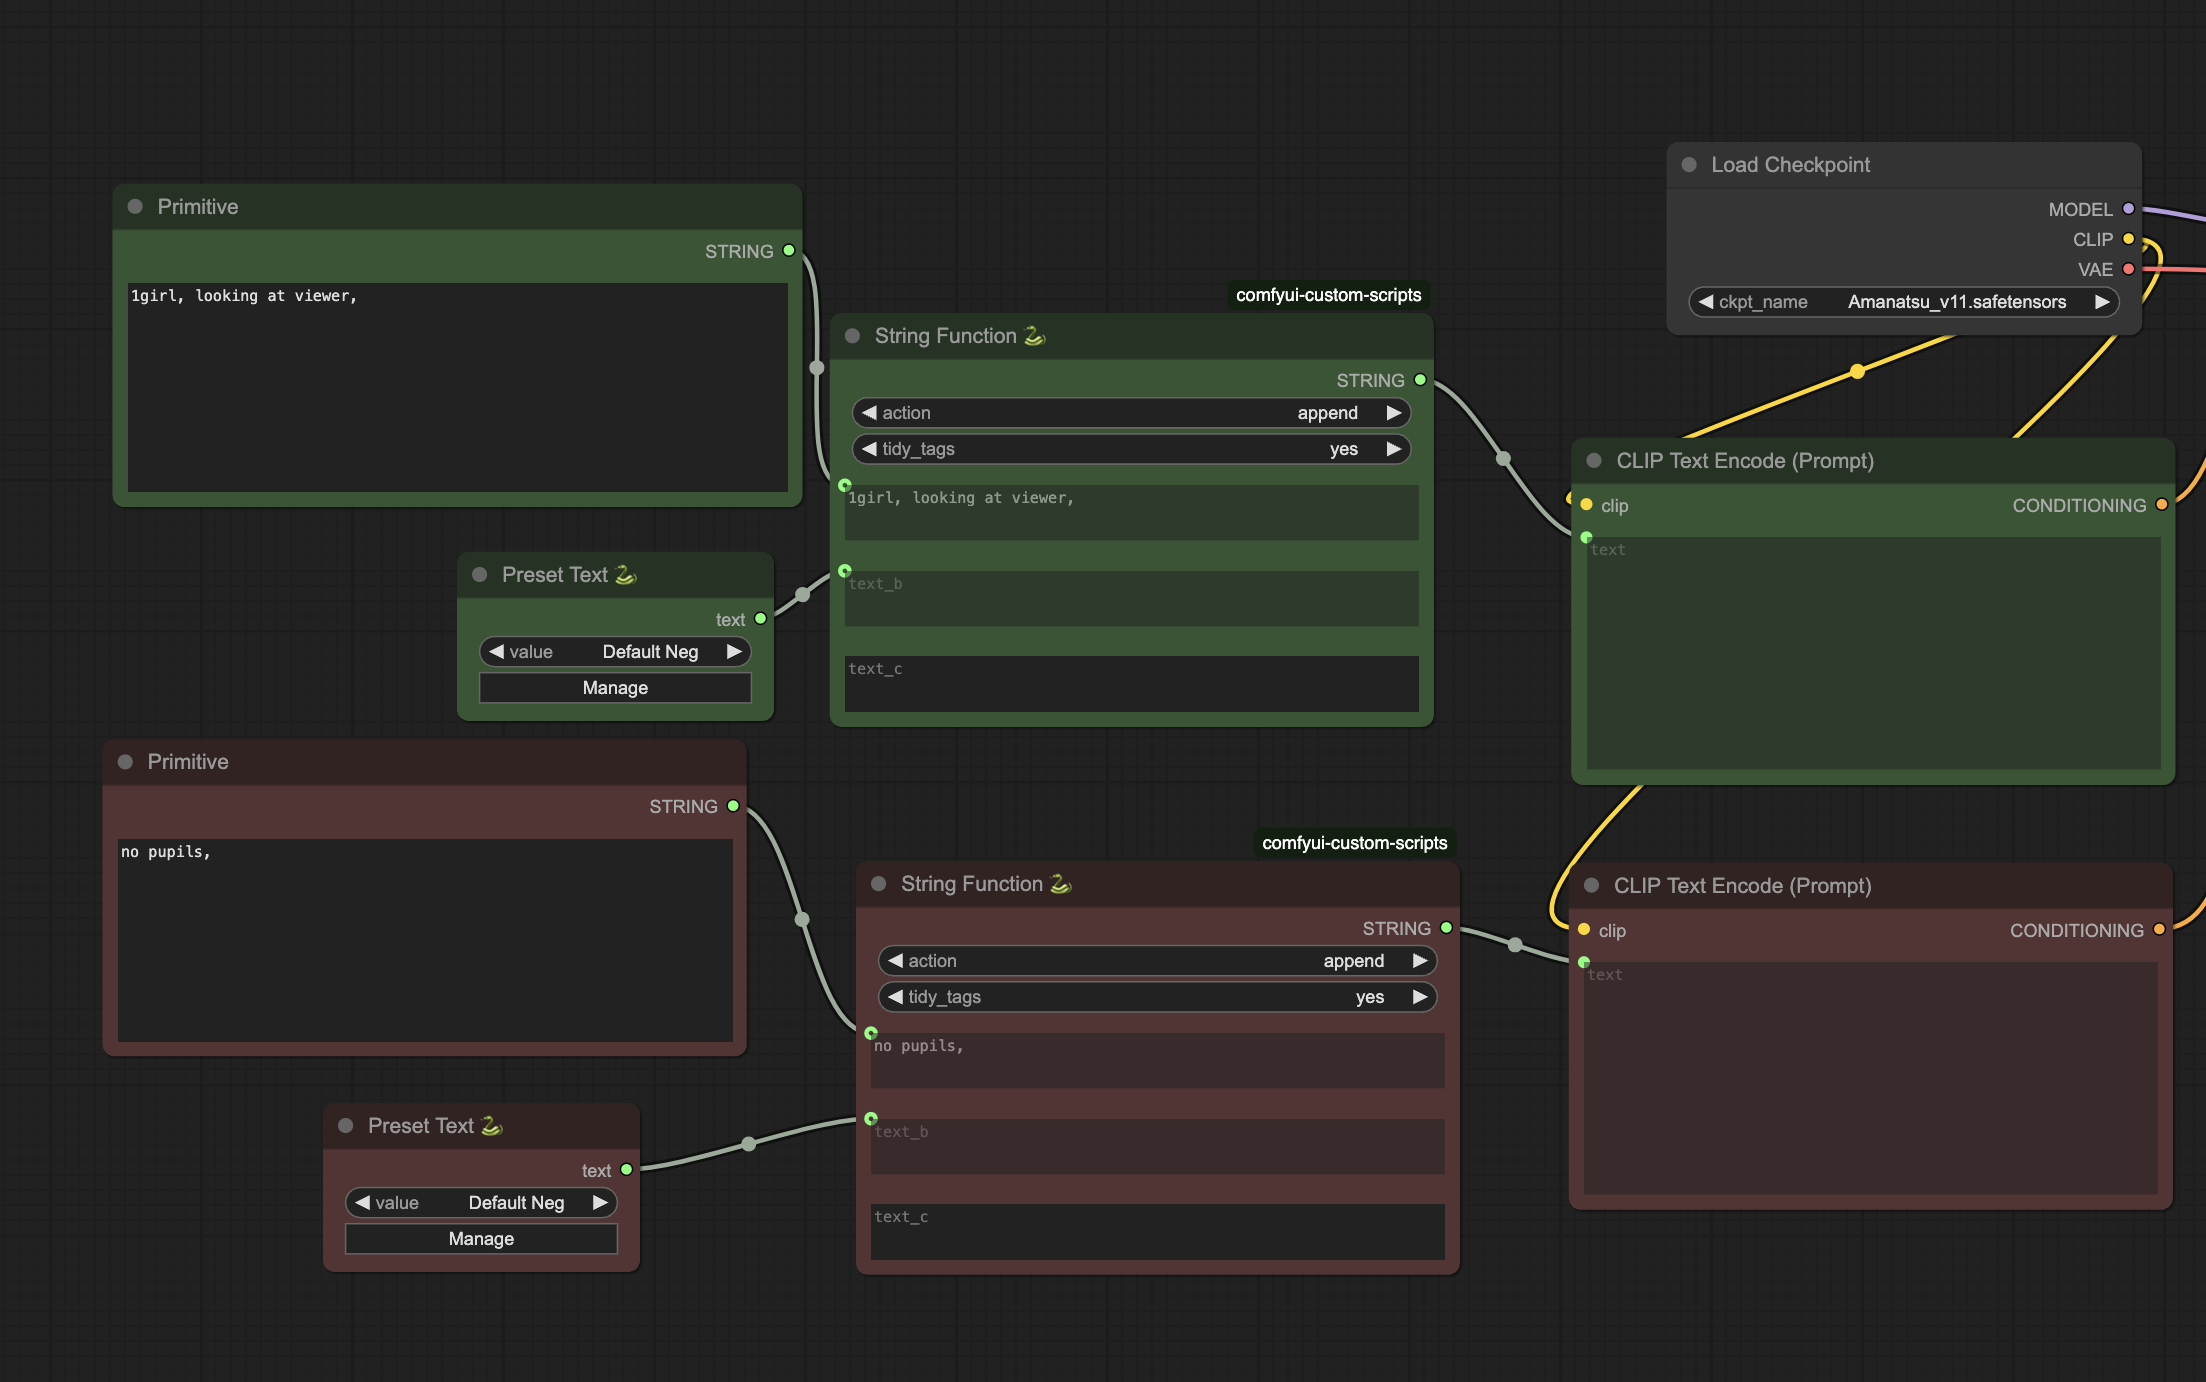 Primitive
STRING
1girl, looking at viewer,
Preset Text
text
value Default Neg
Manage
comfyui-custom-scripts
String Function
STRING
action append
tidy_tags yes
1girl, looking at viewer,
text_b
text_c
Load Checkpoint
MODEL
CLIP
VAE
ckpt_name Amanatsu_v11.safetensors
CLIP Text Encode (Prompt)
clip CONDITIONING
text
Primitive
STRING
no pupils,
Preset Text
text
value Default Neg
Manage
comfyui-custom-scripts
String Function
STRING
action append
tidy_tags yes
no pupils,
text_b
text_c
CLIP Text Encode (Prompt)
clip CONDITIONING
text